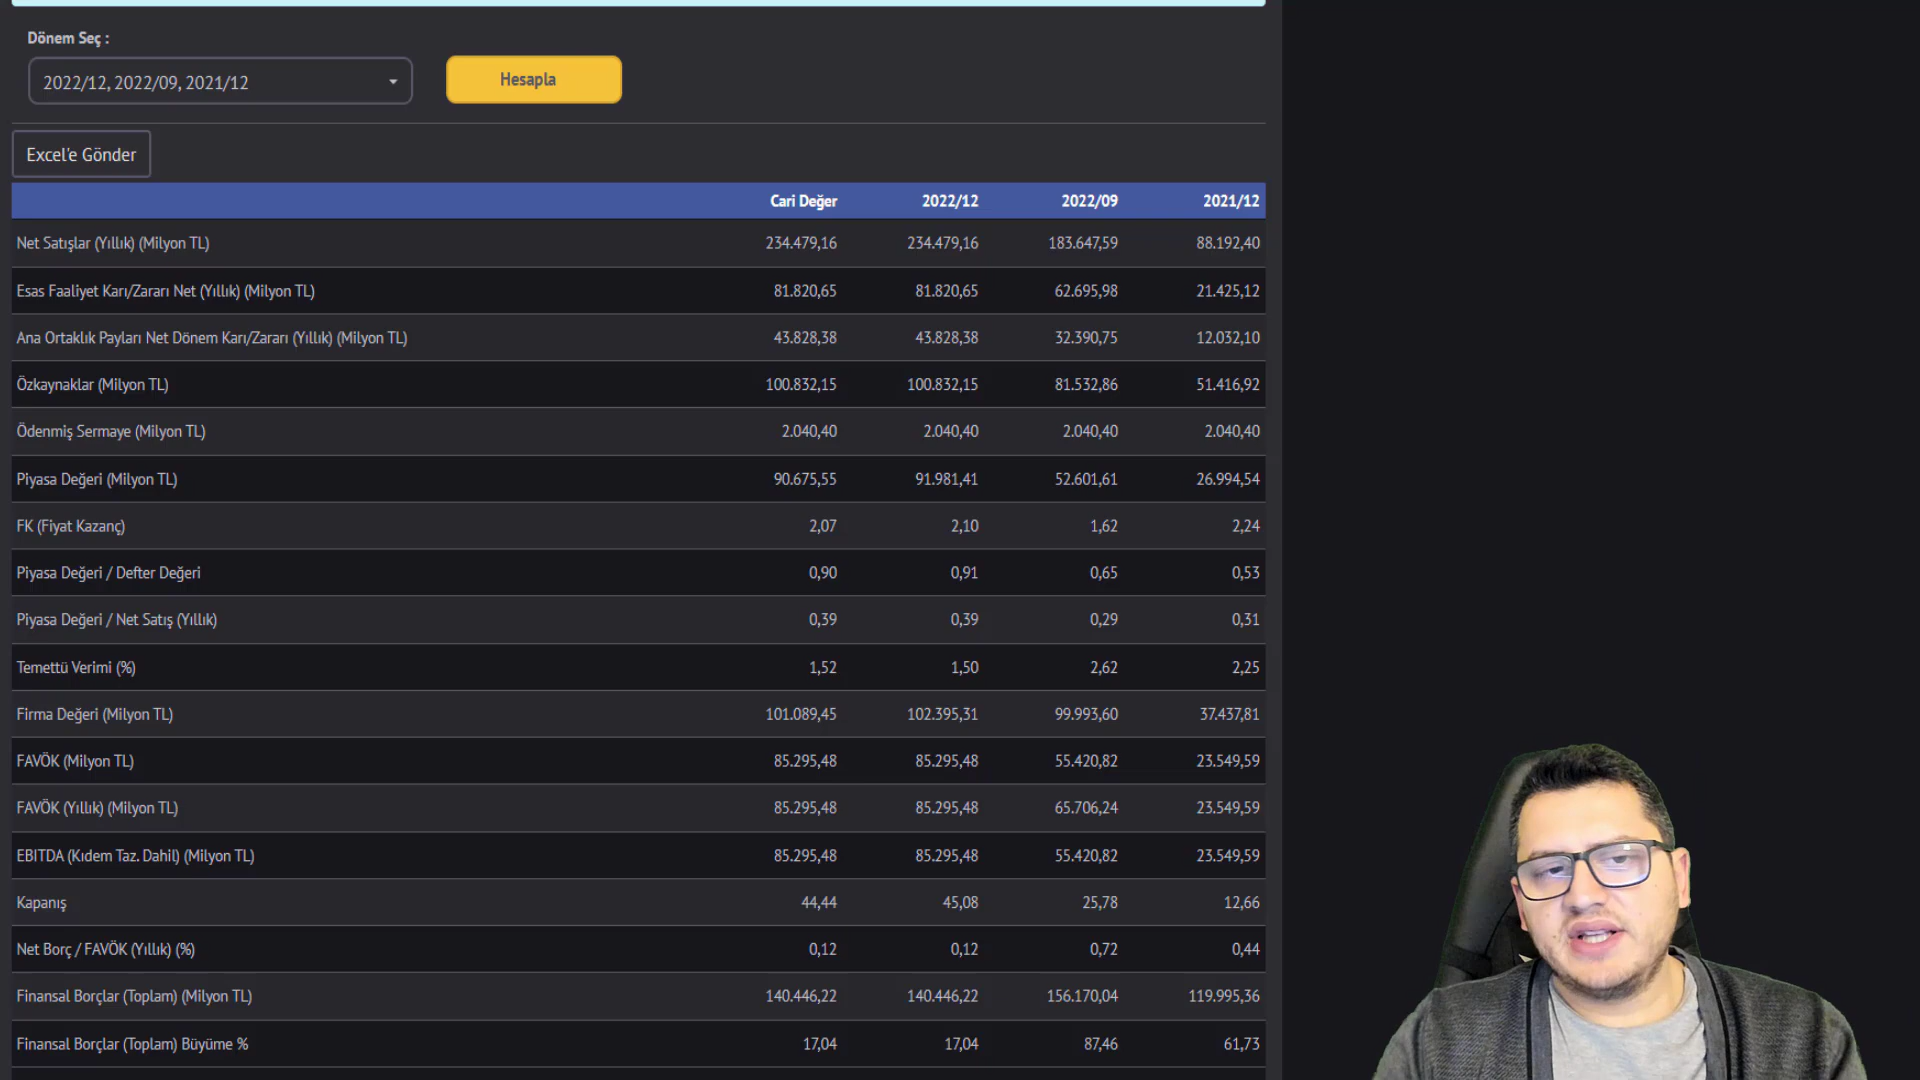 Dönem Seç :
2022/12, 2022/09, 2021/12
Hesapla
Excel'e Gönder
Cari Değer 2022/12 2022/09 2021/12
Net Satışlar (Yıllık) (Milyon TL) 234.479,16 234.479,16 183.647,59 88.192,40
Esas Faaliyet Karı/Zararı Net (Yıllık) (Milyon TL) 81.820,65 81.820,65 62.695,98 21.425,12
Ana Ortaklık Payları Net Dönem Karı/Zararı (Yıllık) (Milyon TL) 43.828,38 43.828,38 32.390,75 12.032,10
Özkaynaklar (Milyon TL) 100.832,15 100.832,15 81.532,86 51.416,92
Ödenmiş Sermaye (Milyon TL) 2.040,40 2.040,40 2.040,40 2.040,40
Piyasa Değeri (Milyon TL) 90.675,55 91.981,41 52.601,61 26.994,54
FK (Fiyat Kazanç) 2,07 2,10 1,62 2,24
Piyasa Değeri / Defter Değeri 0,90 0,91 0,65 0,53
Piyasa Değeri / Net Satış (Yıllık) 0,39 0,39 0,29 0,31
Temettü Verimi (%) 1,52 1,50 2,62 2,25
Firma Değeri (Milyon TL) 101.089,45 102.395,31 99.993,60 37.437,81
FAVÖK (Milyon TL) 85.295,48 85.295,48 55.420,82 23.549,59
FAVÖK (Yıllık) (Milyon TL) 85.295,48 85.295,48 65.706,24 23.549,59
EBITDA (Kıdem Taz. Dahil) (Milyon TL) 85.295,48 85.295,48 55.420,82 23.549,59
Kapanış 44,44 45,08 25,78 12,66
Net Borç / FAVÖK (Yıllık) (%) 0,12 0,12 0,72 0,44
Finansal Borçlar (Toplam) (Milyon TL) 140.446,22 140.446,22 156.170,04 119.995,36
Finansal Borçlar (Toplam) Büyüme % 17,04 17,04 87,46 61,73